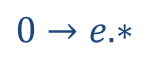 0 → e.*